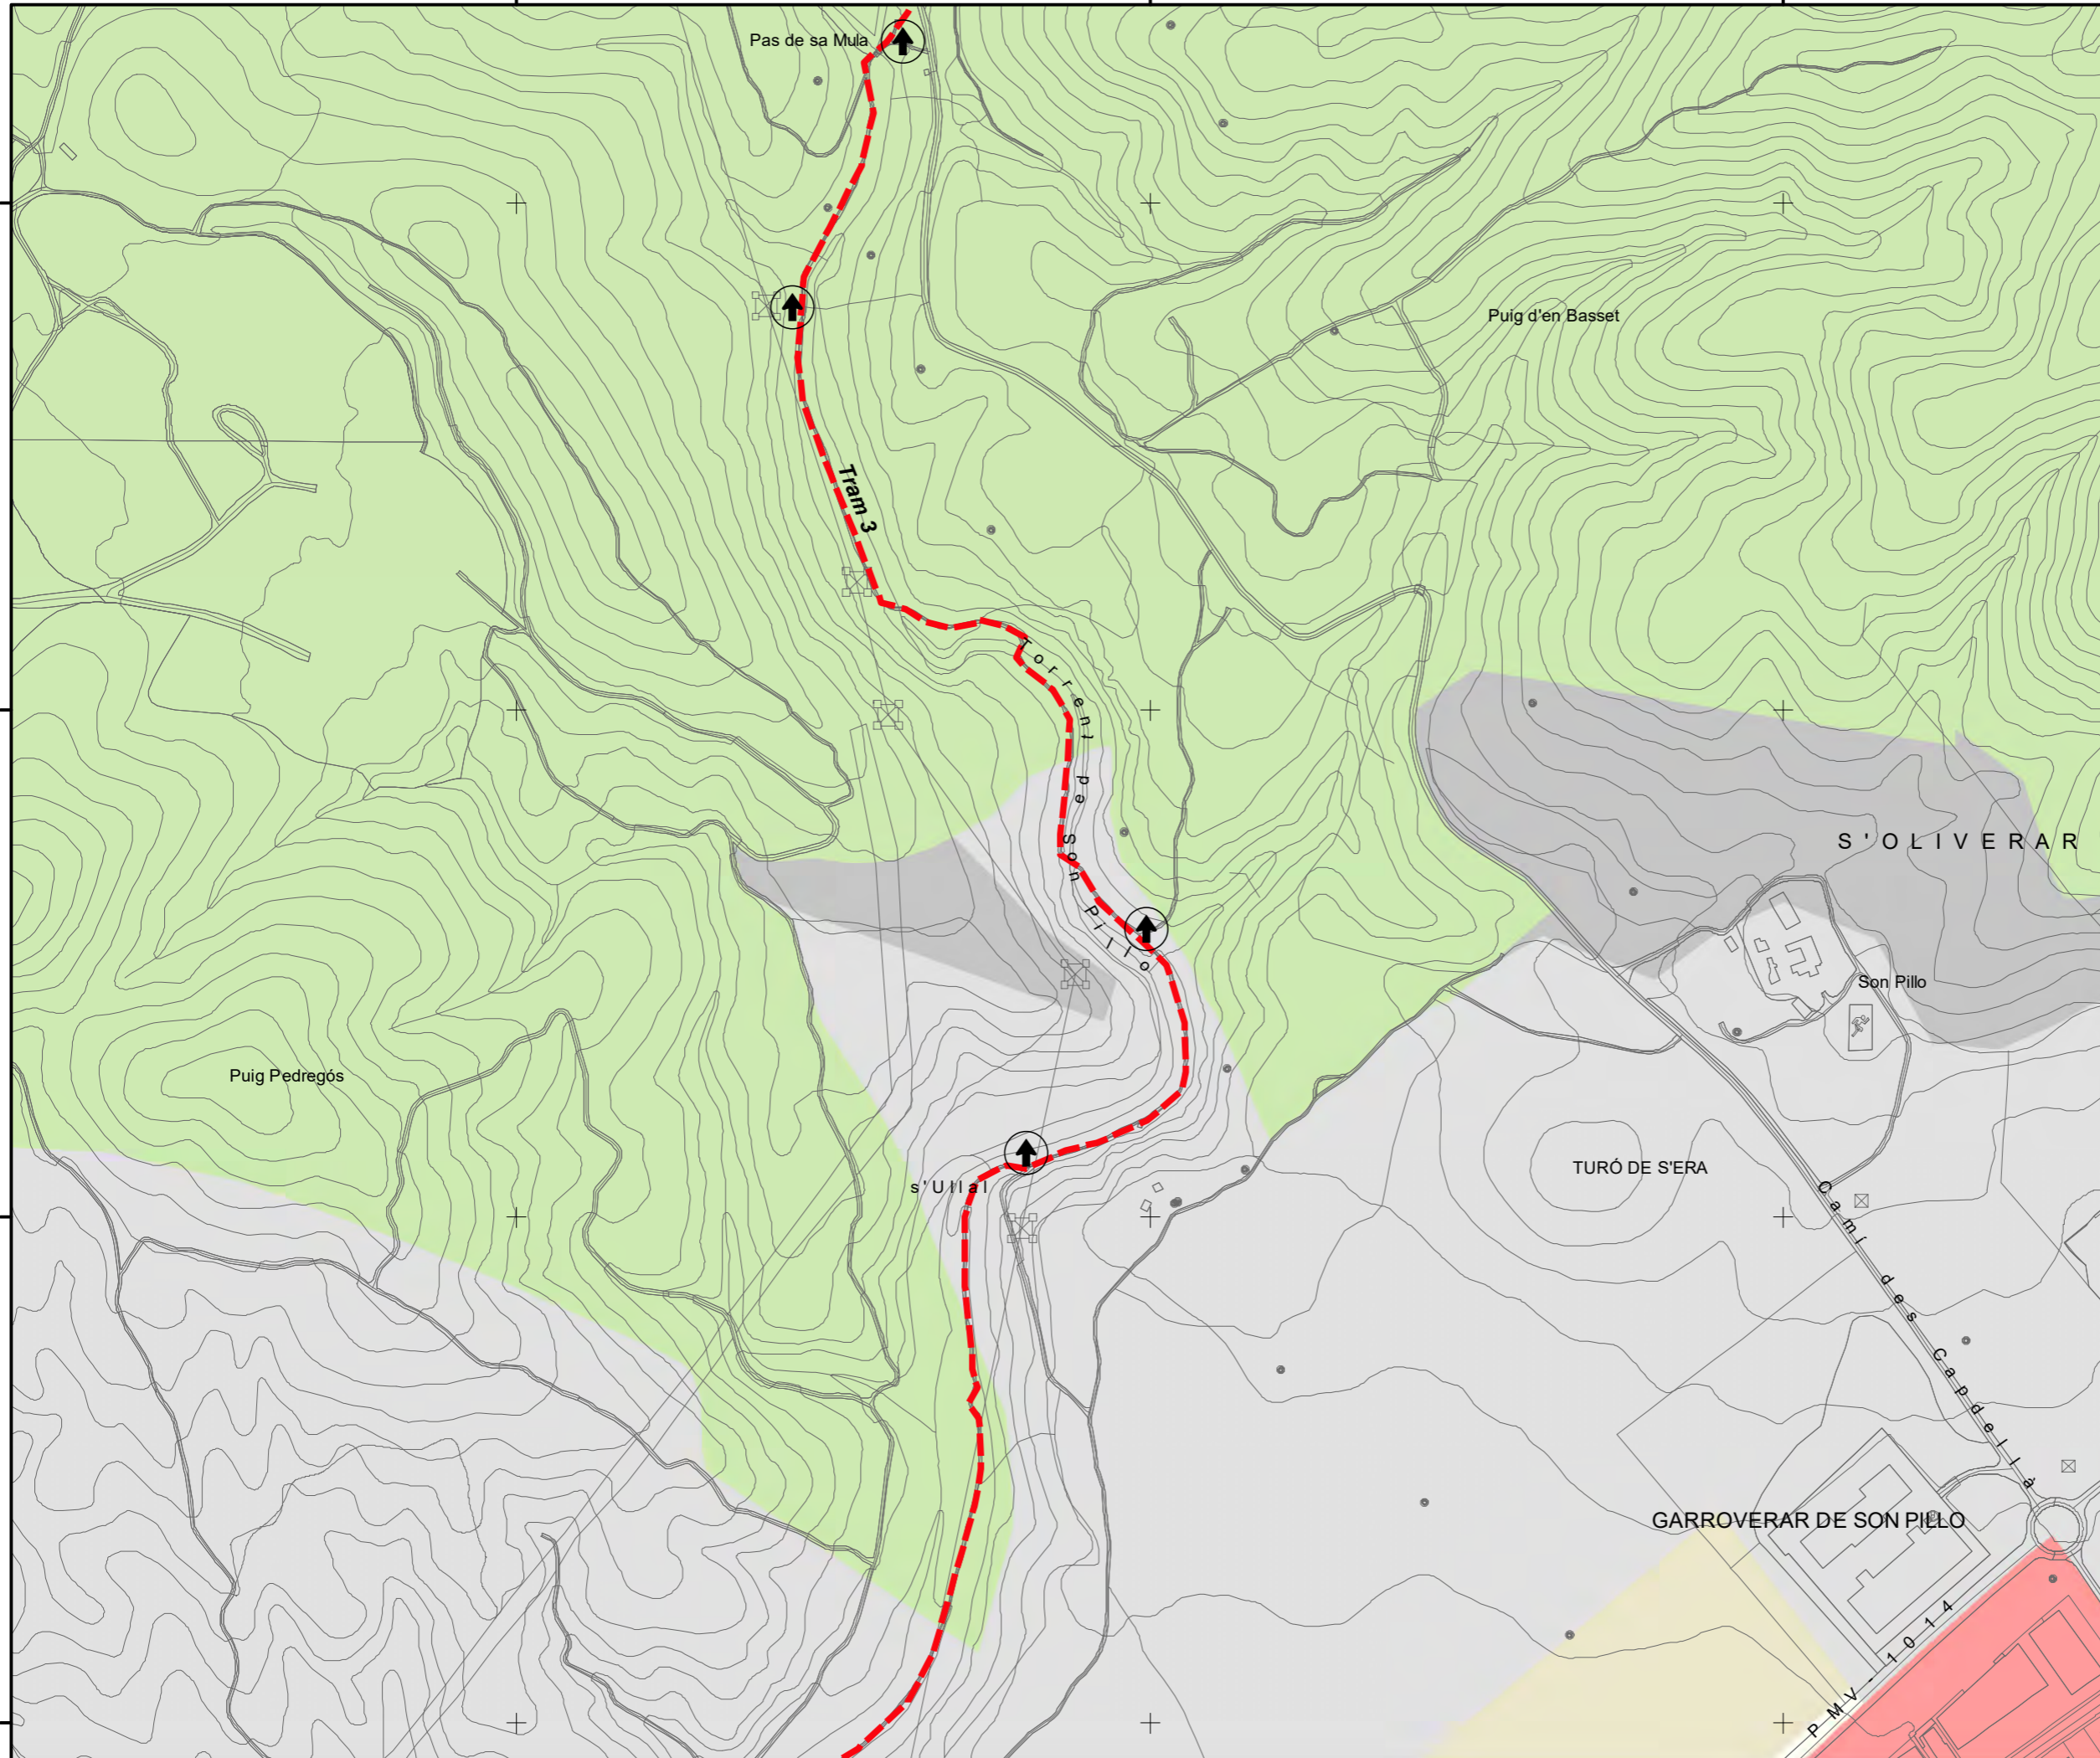 Pas de sa Mula
Puig d'en Basset
Tram 3
Torrent de Son Pillo
S'OLIVERAR
Son Pillo
Puig Pedregós
TURÓ DE S'ERA
s'Ullal
Camí des Capdellà
GARROVERAR DE SON PILLO
PMV-1014